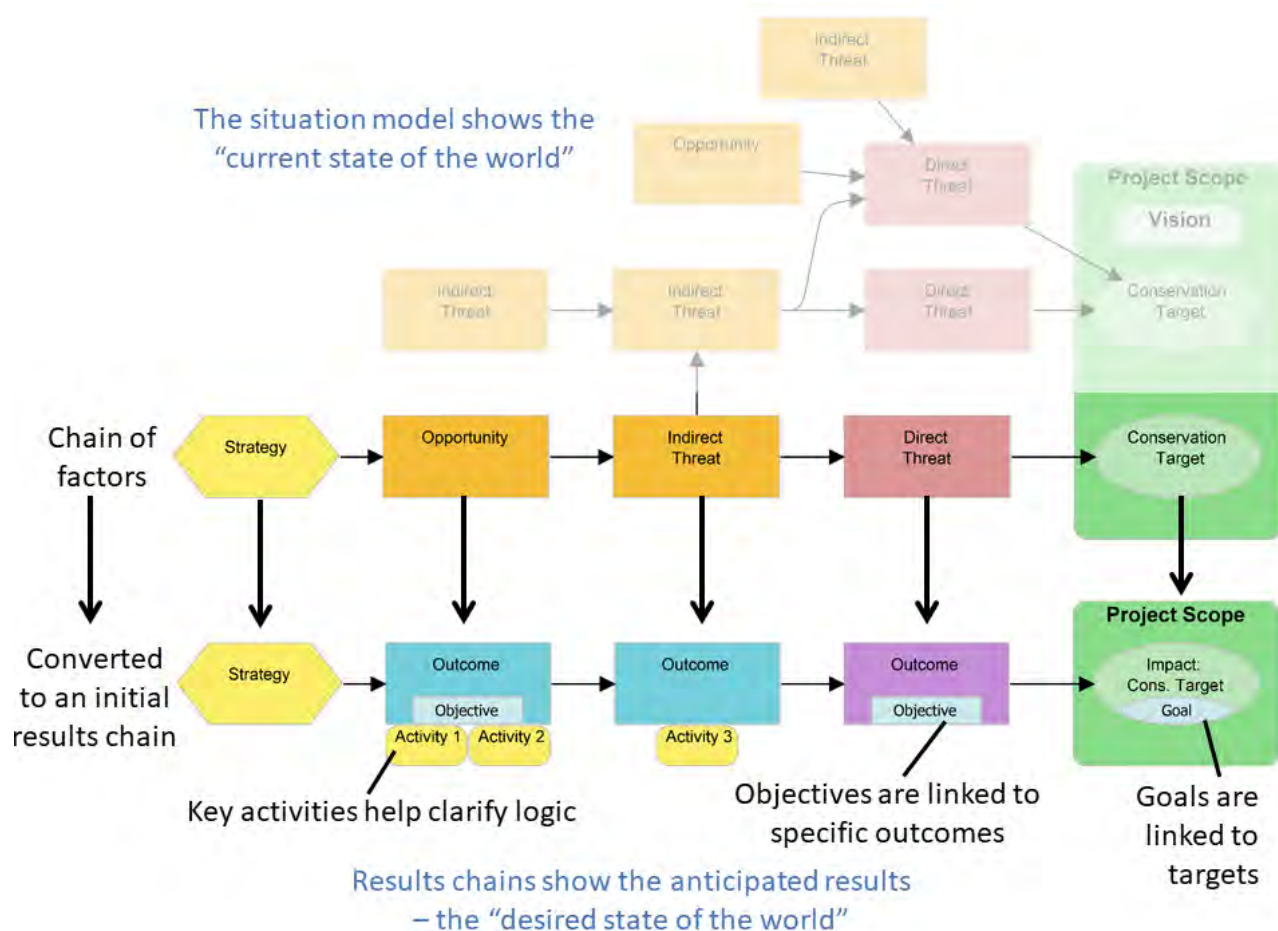 Indirect
Threat
The situation model shows the
“current state of the world”
Opportunity
Direct
Threat
Project Scope
Vision
Indirect
Threat
Indirect
Threat
Direct
Threat
Conservation
Target
Chain of
factors
Strategy
Opportunity
Indirect
Threat
Direct
Threat
Conservation
Target
Converted
to an initial
results chain
Strategy
Outcome
Objective
Activity 1
Activity 2
Outcome
Activity 3
Outcome
Objective
Project Scope
Impact:
Cons. Target
Goal
Key activities help clarify logic
Objectives are linked to
specific outcomes
Goals are
linked to
targets
Results chains show the anticipated results
– the “desired state of the world”